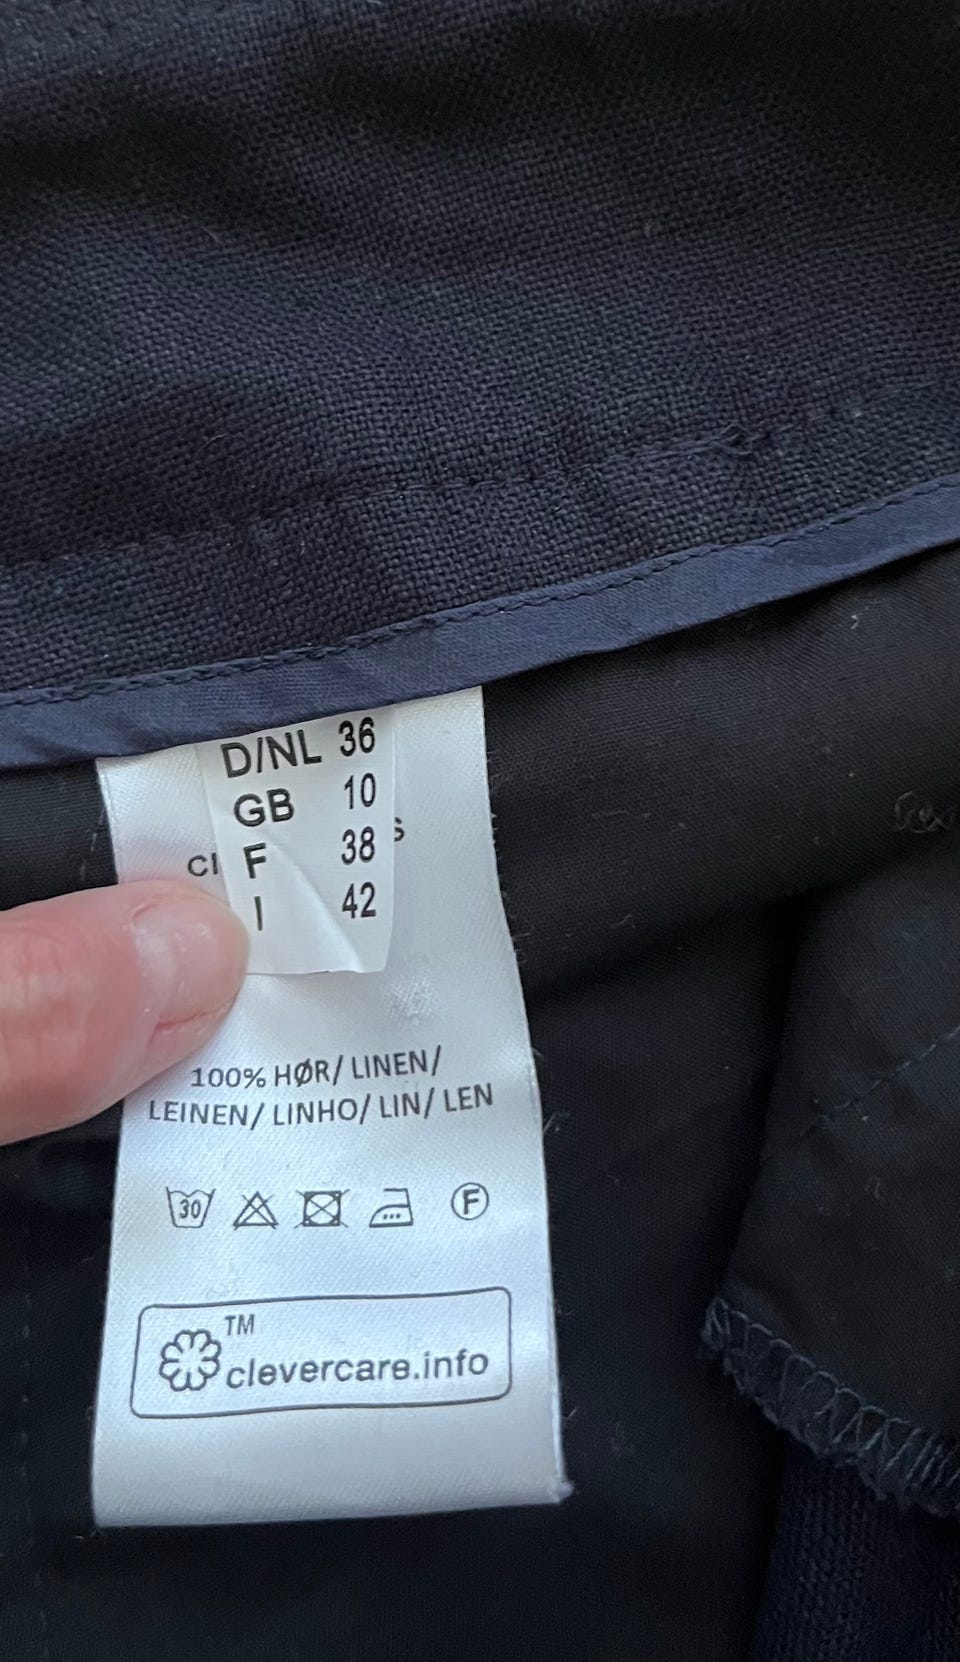 D/NL 36
GB 10
F 38
I 42
100% HØR/ LINEN/
LEINEN/ LINHO/ LIN/ LEN
30
F
TM
clevercare.info